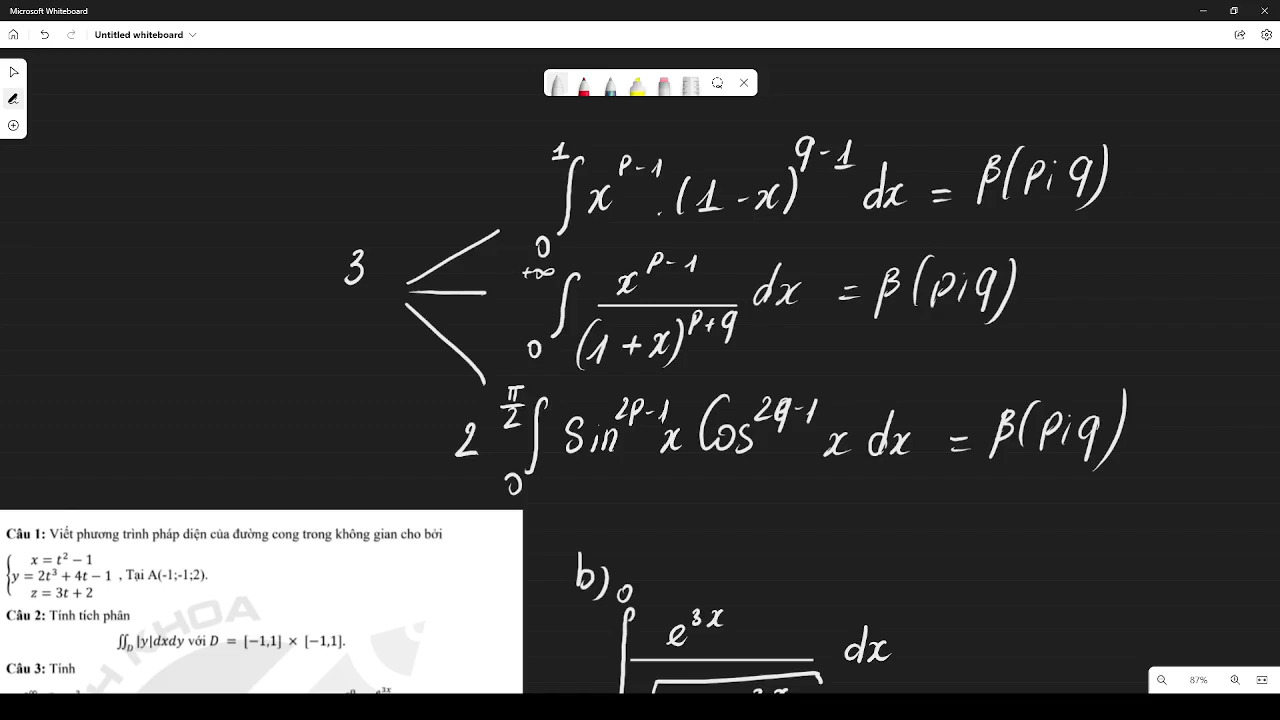 Microsoft Whiteboard
Untitled whiteboard
3
∫₀¹ x^{p-1} . (1-x)^{q-1} dx = β(p;q)
∫₀^{+∞} x^{p-1}/(1+x)^{p+q} dx = β(p;q)
2 ∫₀^{π/2} Sin^{2p-1} x Cos^{2q-1} x dx = β(p;q)
Câu 1: Viết phương trình pháp diện của đường cong trong không gian cho bởi
x = t² − 1
y = 2t³ + 4t − 1 , Tại A(-1;-1;2).
z = 3t + 2
Câu 2: Tính tích phân
∬_D |y|dxdy với D = [−1,1] × [−1,1].
Câu 3: Tính
KHOA
b) ∫⁰ e^{3x} dx
87%